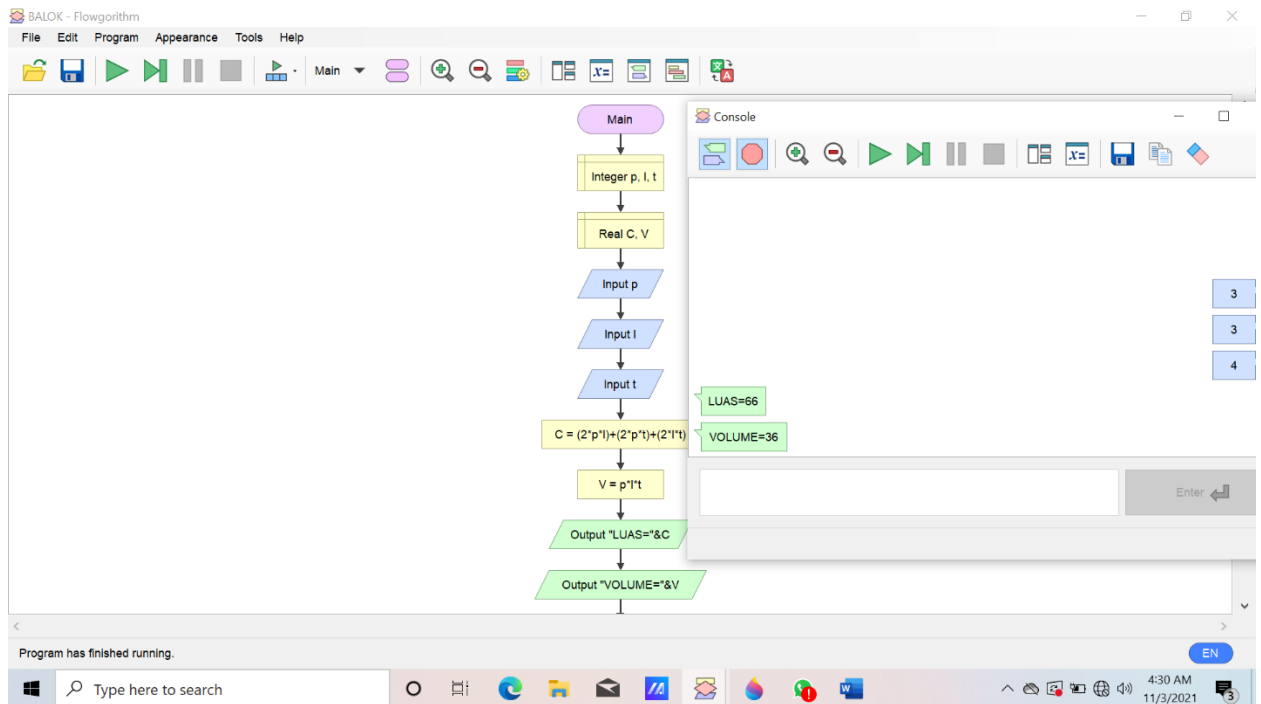 BALOK - Flowgorithm
File Edit Program Appearance Tools Help
Main
Main
Integer p, l, t
Real C, V
Input p
Input l
Input t
C = (2*p*l)+(2*p*t)+(2*l*t)
V = p*l*t
Output "LUAS="&C
Output "VOLUME="&V
Console
3
3
4
LUAS=66
VOLUME=36
Enter
Program has finished running.
EN
Type here to search
4:30 AM
11/3/2021
3